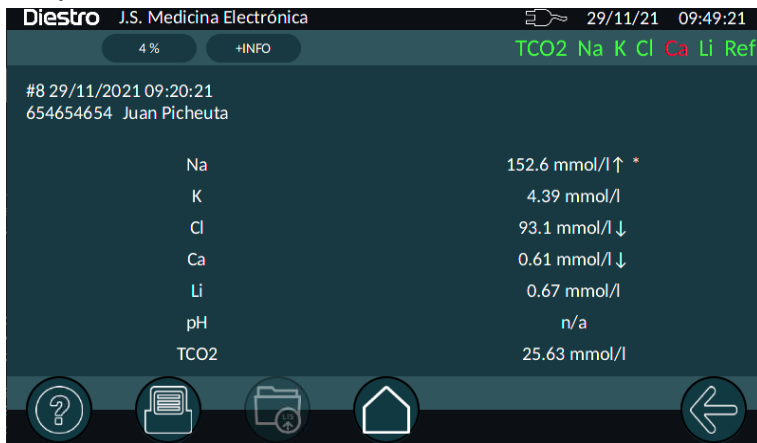 Diestro J.S. Medicina Electrónica 29/11/21 09:49:21
4 % +INFO TCO2 Na K Cl Ca Li Ref
#8 29/11/2021 09:20:21
654654654 Juan Picheuta
Na 152.6 mmol/l↑ *
K 4.39 mmol/l
Cl 93.1 mmol/l↓
Ca 0.61 mmol/l↓
Li 0.67 mmol/l
pH n/a
TCO2 25.63 mmol/l
? LIS